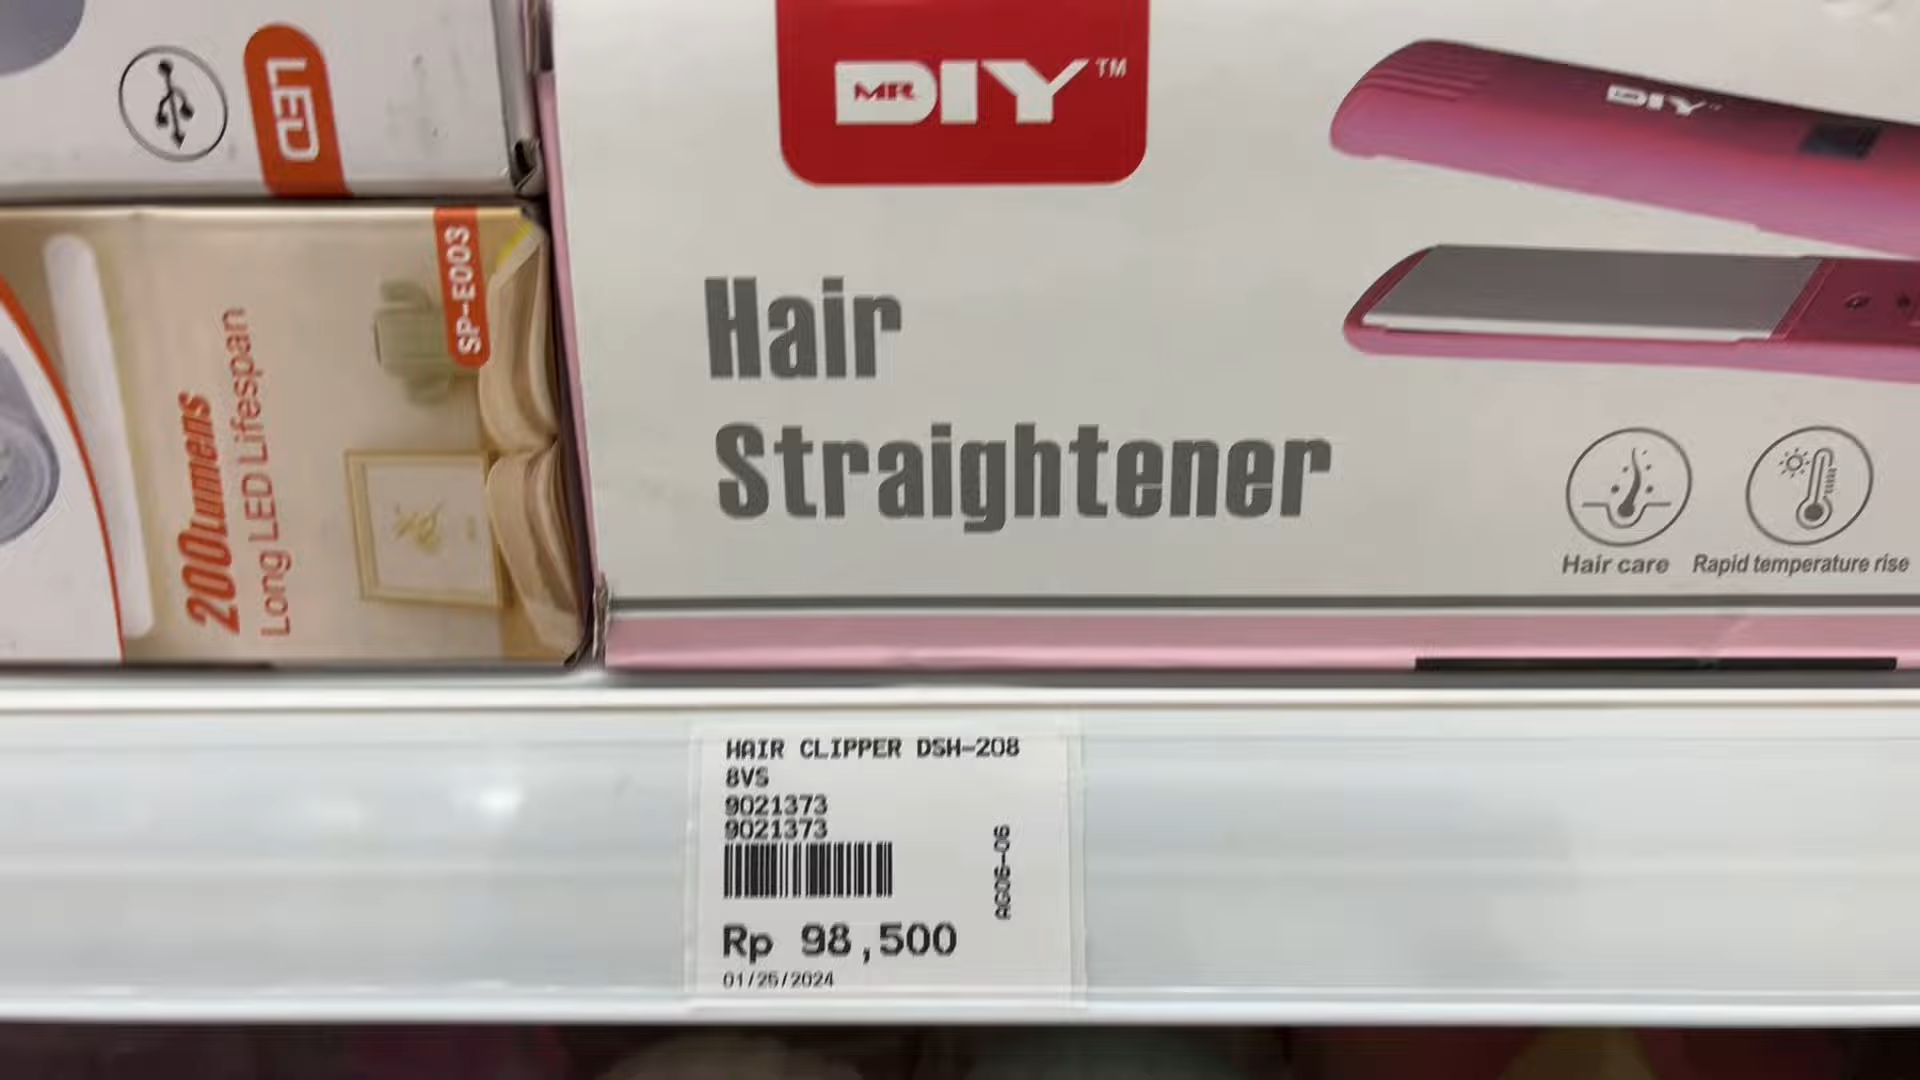 LED
SP-E003
200lumens
Long LED Lifespan
MR DIY™
DIY
Hair
Straightener
Hair care
Rapid temperature rise
HAIR CLIPPER DSH-208
8VS
9021373
9021373
AG06-06
Rp 98,500
01/25/2024